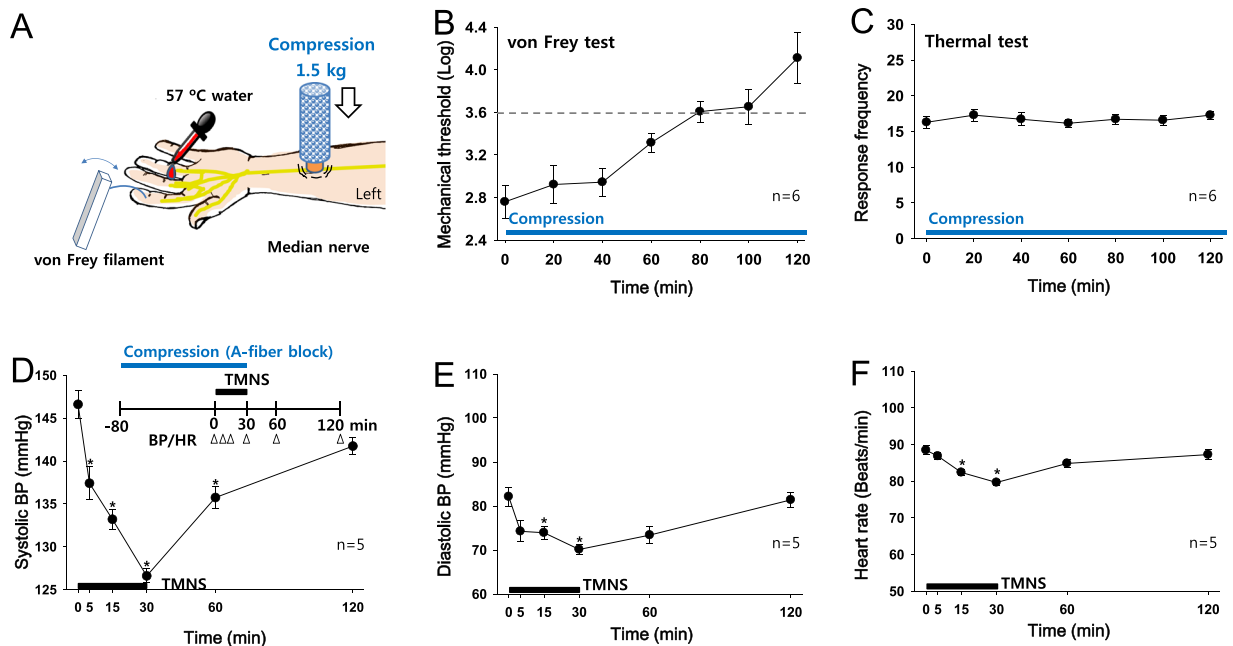 A
Compression
1.5 kg
57 °C water
Left
von Frey filament
Median nerve
B
von Frey test
Mechanical threshold (Log)
4.4
4.0
3.6
3.2
2.8
2.4
n=6
Compression
0 20 40 60 80 100 120
Time (min)
C
Thermal test
Response frequency
30
25
20
15
10
5
0
n=6
Compression
0 20 40 60 80 100 120
Time (min)
D
Compression (A-fiber block)
TMNS
-80 0 30 60 120 min
BP/HR
Systolic BP (mmHg)
150
145
140
135
130
125
* * * *
n=5
TMNS
0 5 15 30 60 120
Time (min)
E
Diastolic BP (mmHg)
110
100
90
80
70
60
* *
n=5
TMNS
0 5 15 30 60 120
Time (min)
F
Heart rate (Beats/min)
110
100
90
80
70
60
50
* *
n=5
TMNS
0 5 15 30 60 120
Time (min)